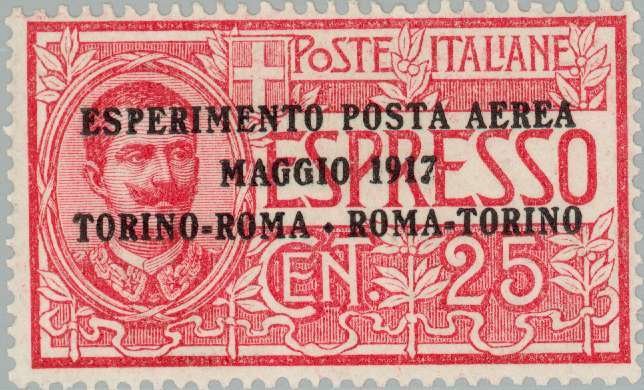 POSTE ITALIANE
ESPERIMENTO POSTA AEREA
ESPRESSO
MAGGIO 1917
TORINO=ROMA • ROMA=TORINO
CENT. 25